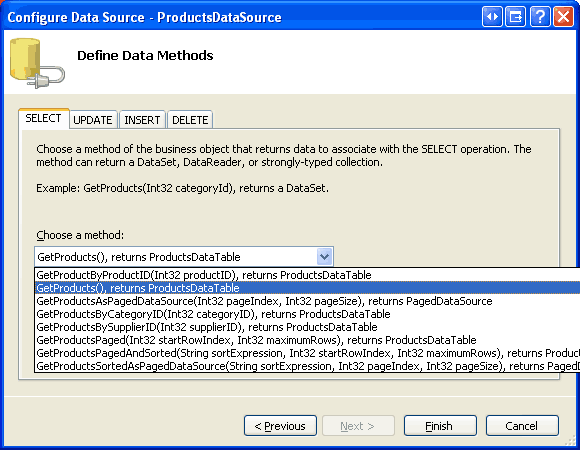 Configure Data Source - ProductsDataSource
Define Data Methods
SELECT UPDATE INSERT DELETE
Choose a method of the business object that returns data to associate with the SELECT operation. The
method can return a DataSet, DataReader, or strongly-typed collection.
Example: GetProducts(Int32 categoryId), returns a DataSet.
Choose a method:
GetProducts(), returns ProductsDataTable
GetProductByProductID(Int32 productID), returns ProductsDataTable
GetProducts(), returns ProductsDataTable
GetProductsAsPagedDataSource(Int32 pageIndex, Int32 pageSize), returns PagedDataSource
GetProductsByCategoryID(Int32 categoryID), returns ProductsDataTable
GetProductsBySupplierID(Int32 supplierID), returns ProductsDataTable
GetProductsPaged(Int32 startRowIndex, Int32 maximumRows), returns ProductsDataTable
GetProductsPagedAndSorted(String sortExpression, Int32 startRowIndex, Int32 maximumRows), returns Produc
GetProductsSortedAsPagedDataSource(String sortExpression, Int32 pageIndex, Int32 pageSize), returns PagedD
< Previous Next > Finish Cancel